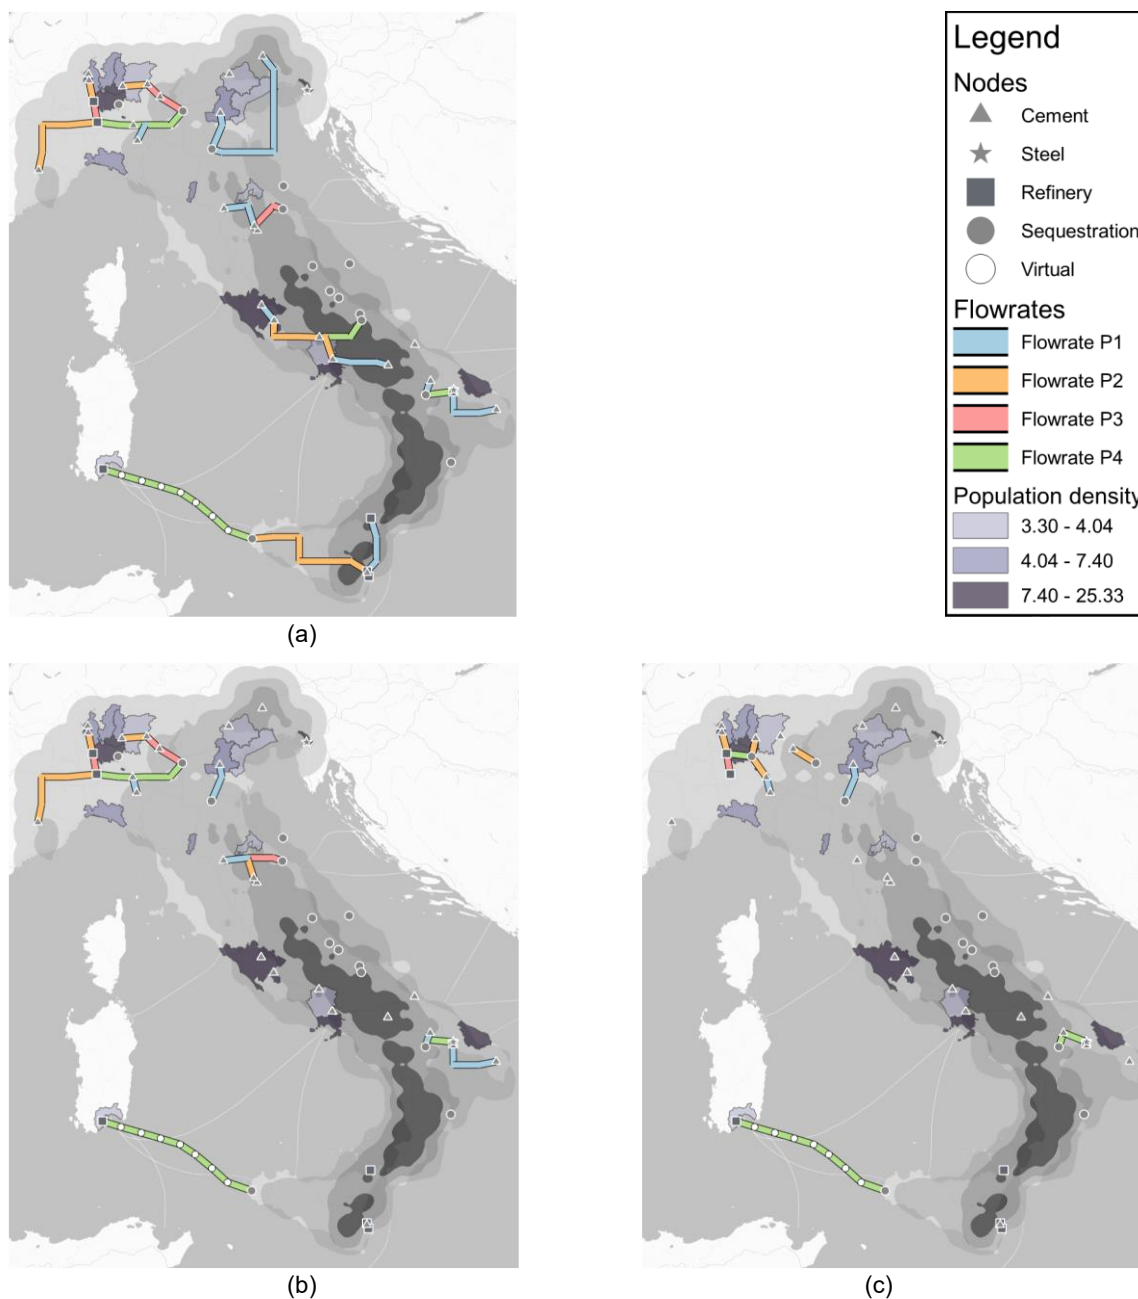 Legend
Nodes
Cement
Steel
Refinery
Sequestration
Virtual
Flowrates
Flowrate P1
Flowrate P2
Flowrate P3
Flowrate P4
Population density
3.30 - 4.04
4.04 - 7.40
7.40 - 25.33
(a)
(b)
(c)